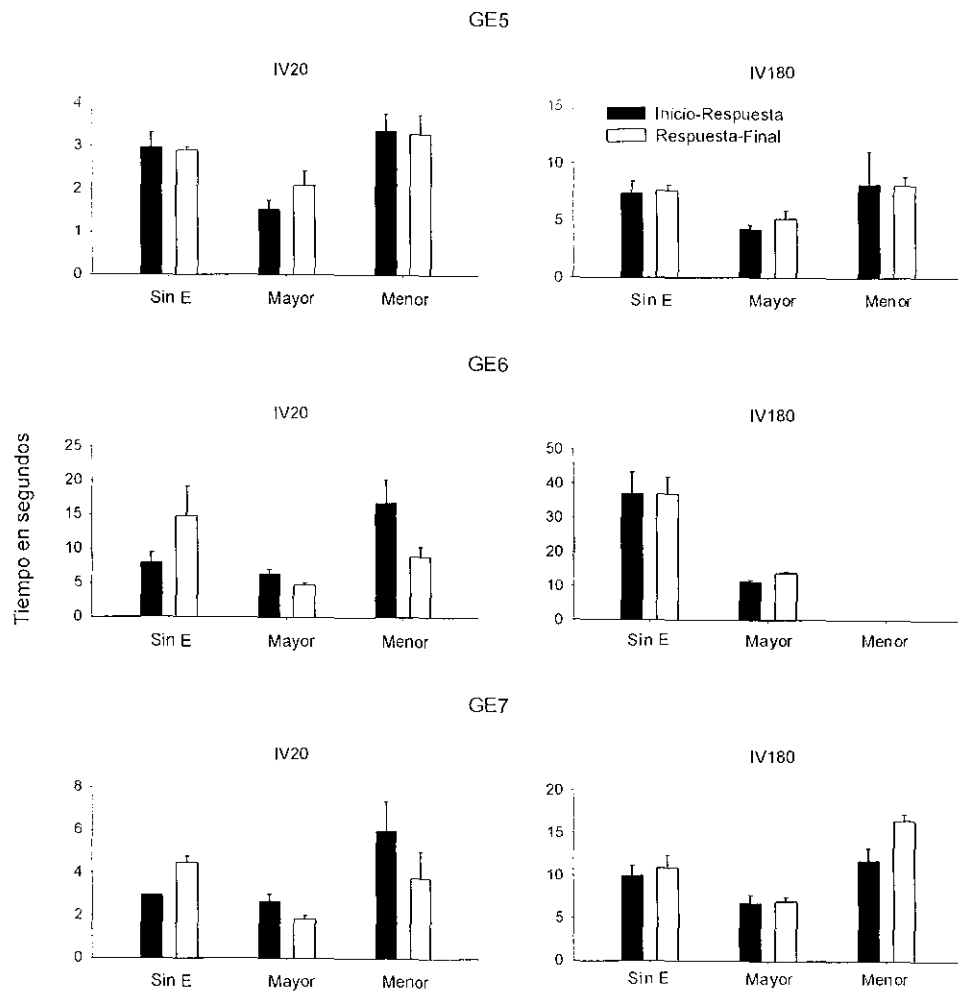 GE5
IV20
IV180
4
3
2
1
0
15
10
5
0
Inicio-Respuesta
Respuesta-Final
Sin E Mayor Menor
Sin E Mayor Menor
GE6
IV20
IV180
Tiempo en segundos
25
20
15
10
5
0
50
40
30
20
10
0
Sin E Mayor Menor
Sin E Mayor Menor
GE7
IV20
IV180
8
6
4
2
0
20
15
10
5
0
Sin E Mayor Menor
Sin E Mayor Menor